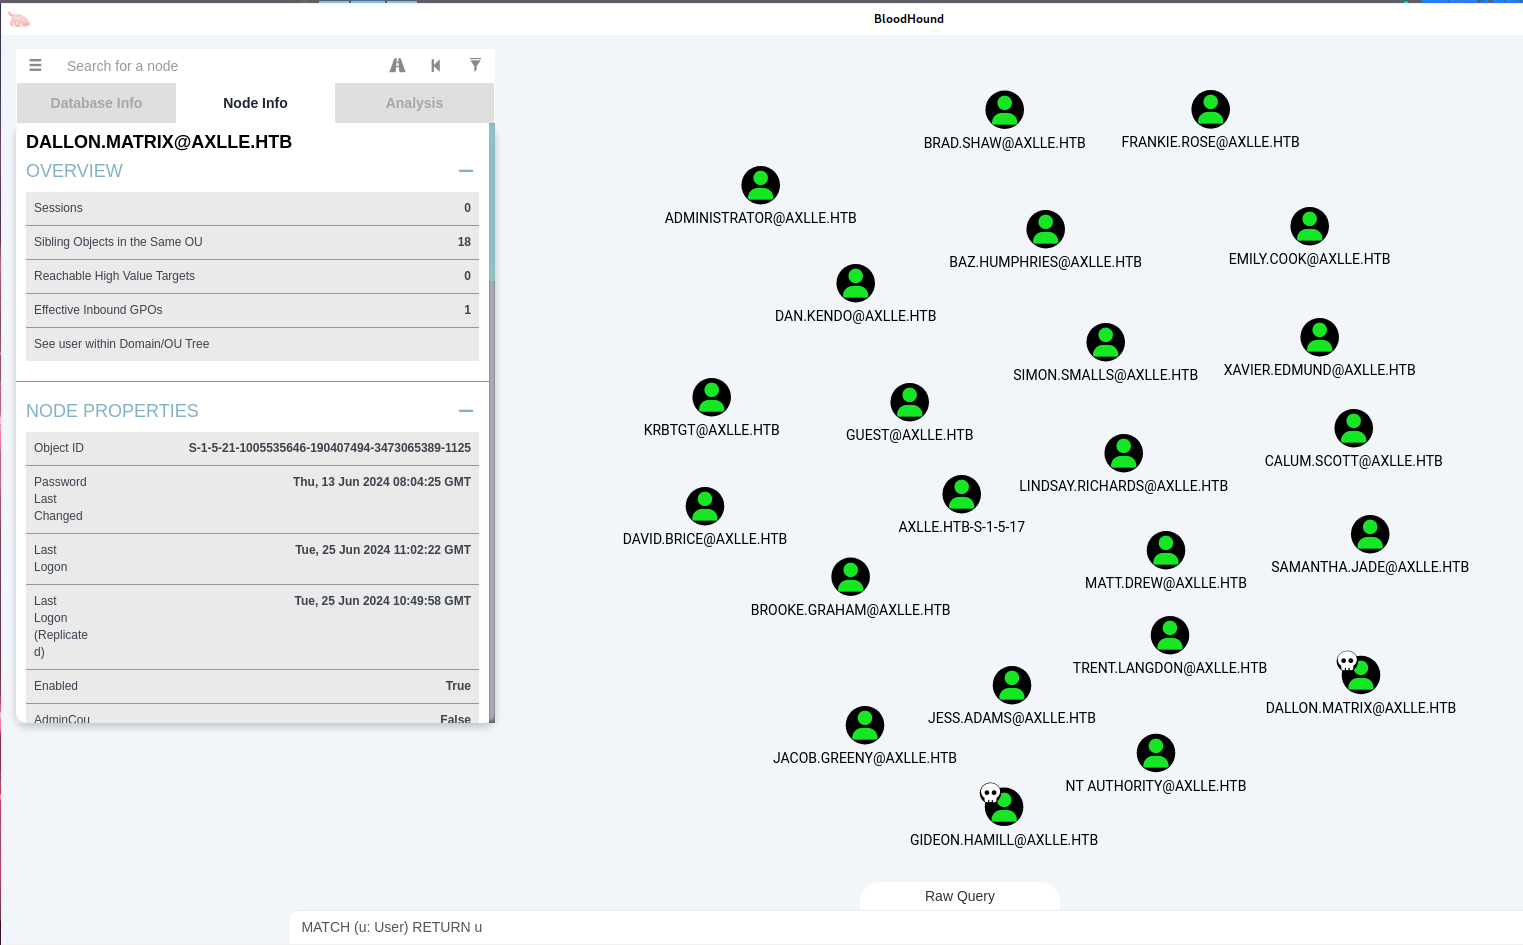 BloodHound
Search for a node
Database Info
Node Info
Analysis
DALLON.MATRIX@AXLLE.HTB
OVERVIEW
Sessions 0
Sibling Objects in the Same OU 18
Reachable High Value Targets 0
Effective Inbound GPOs 1
See user within Domain/OU Tree
NODE PROPERTIES
Object ID S-1-5-21-1005535646-190407494-3473065389-1125
Password Thu, 13 Jun 2024 08:04:25 GMT
Last
Changed
Last Tue, 25 Jun 2024 11:02:22 GMT
Logon
Last Tue, 25 Jun 2024 10:49:58 GMT
Logon
(Replicate
d)
Enabled True
AdminCou False
BRAD.SHAW@AXLLE.HTB
FRANKIE.ROSE@AXLLE.HTB
ADMINISTRATOR@AXLLE.HTB
BAZ.HUMPHRIES@AXLLE.HTB
EMILY.COOK@AXLLE.HTB
DAN.KENDO@AXLLE.HTB
SIMON.SMALLS@AXLLE.HTB
XAVIER.EDMUND@AXLLE.HTB
KRBTGT@AXLLE.HTB
GUEST@AXLLE.HTB
CALUM.SCOTT@AXLLE.HTB
LINDSAY.RICHARDS@AXLLE.HTB
AXLLE.HTB-S-1-5-17
DAVID.BRICE@AXLLE.HTB
SAMANTHA.JADE@AXLLE.HTB
MATT.DREW@AXLLE.HTB
BROOKE.GRAHAM@AXLLE.HTB
TRENT.LANGDON@AXLLE.HTB
DALLON.MATRIX@AXLLE.HTB
JESS.ADAMS@AXLLE.HTB
JACOB.GREENY@AXLLE.HTB
NT AUTHORITY@AXLLE.HTB
GIDEON.HAMILL@AXLLE.HTB
Raw Query
MATCH (u: User) RETURN u